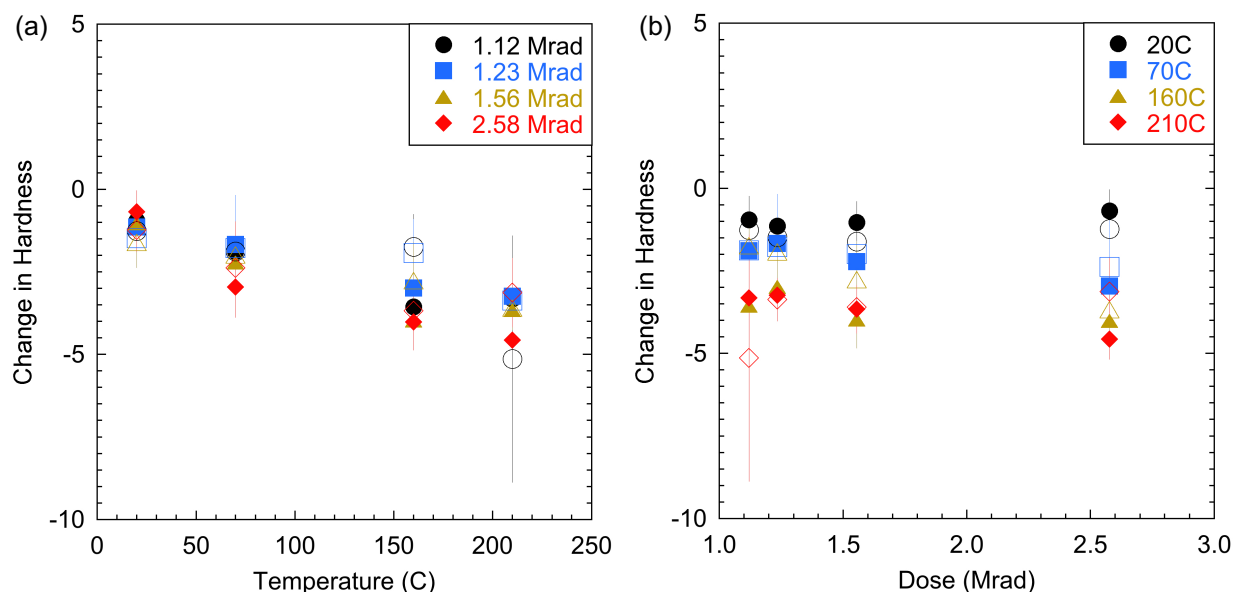 (a)
5
0
-5
-10
Change in Hardness
1.12 Mrad
1.23 Mrad
1.56 Mrad
2.58 Mrad
0
50
100
150
200
250
Temperature (C)
(b)
5
0
-5
-10
Change in Hardness
20C
70C
160C
210C
1.0
1.5
2.0
2.5
3.0
Dose (Mrad)